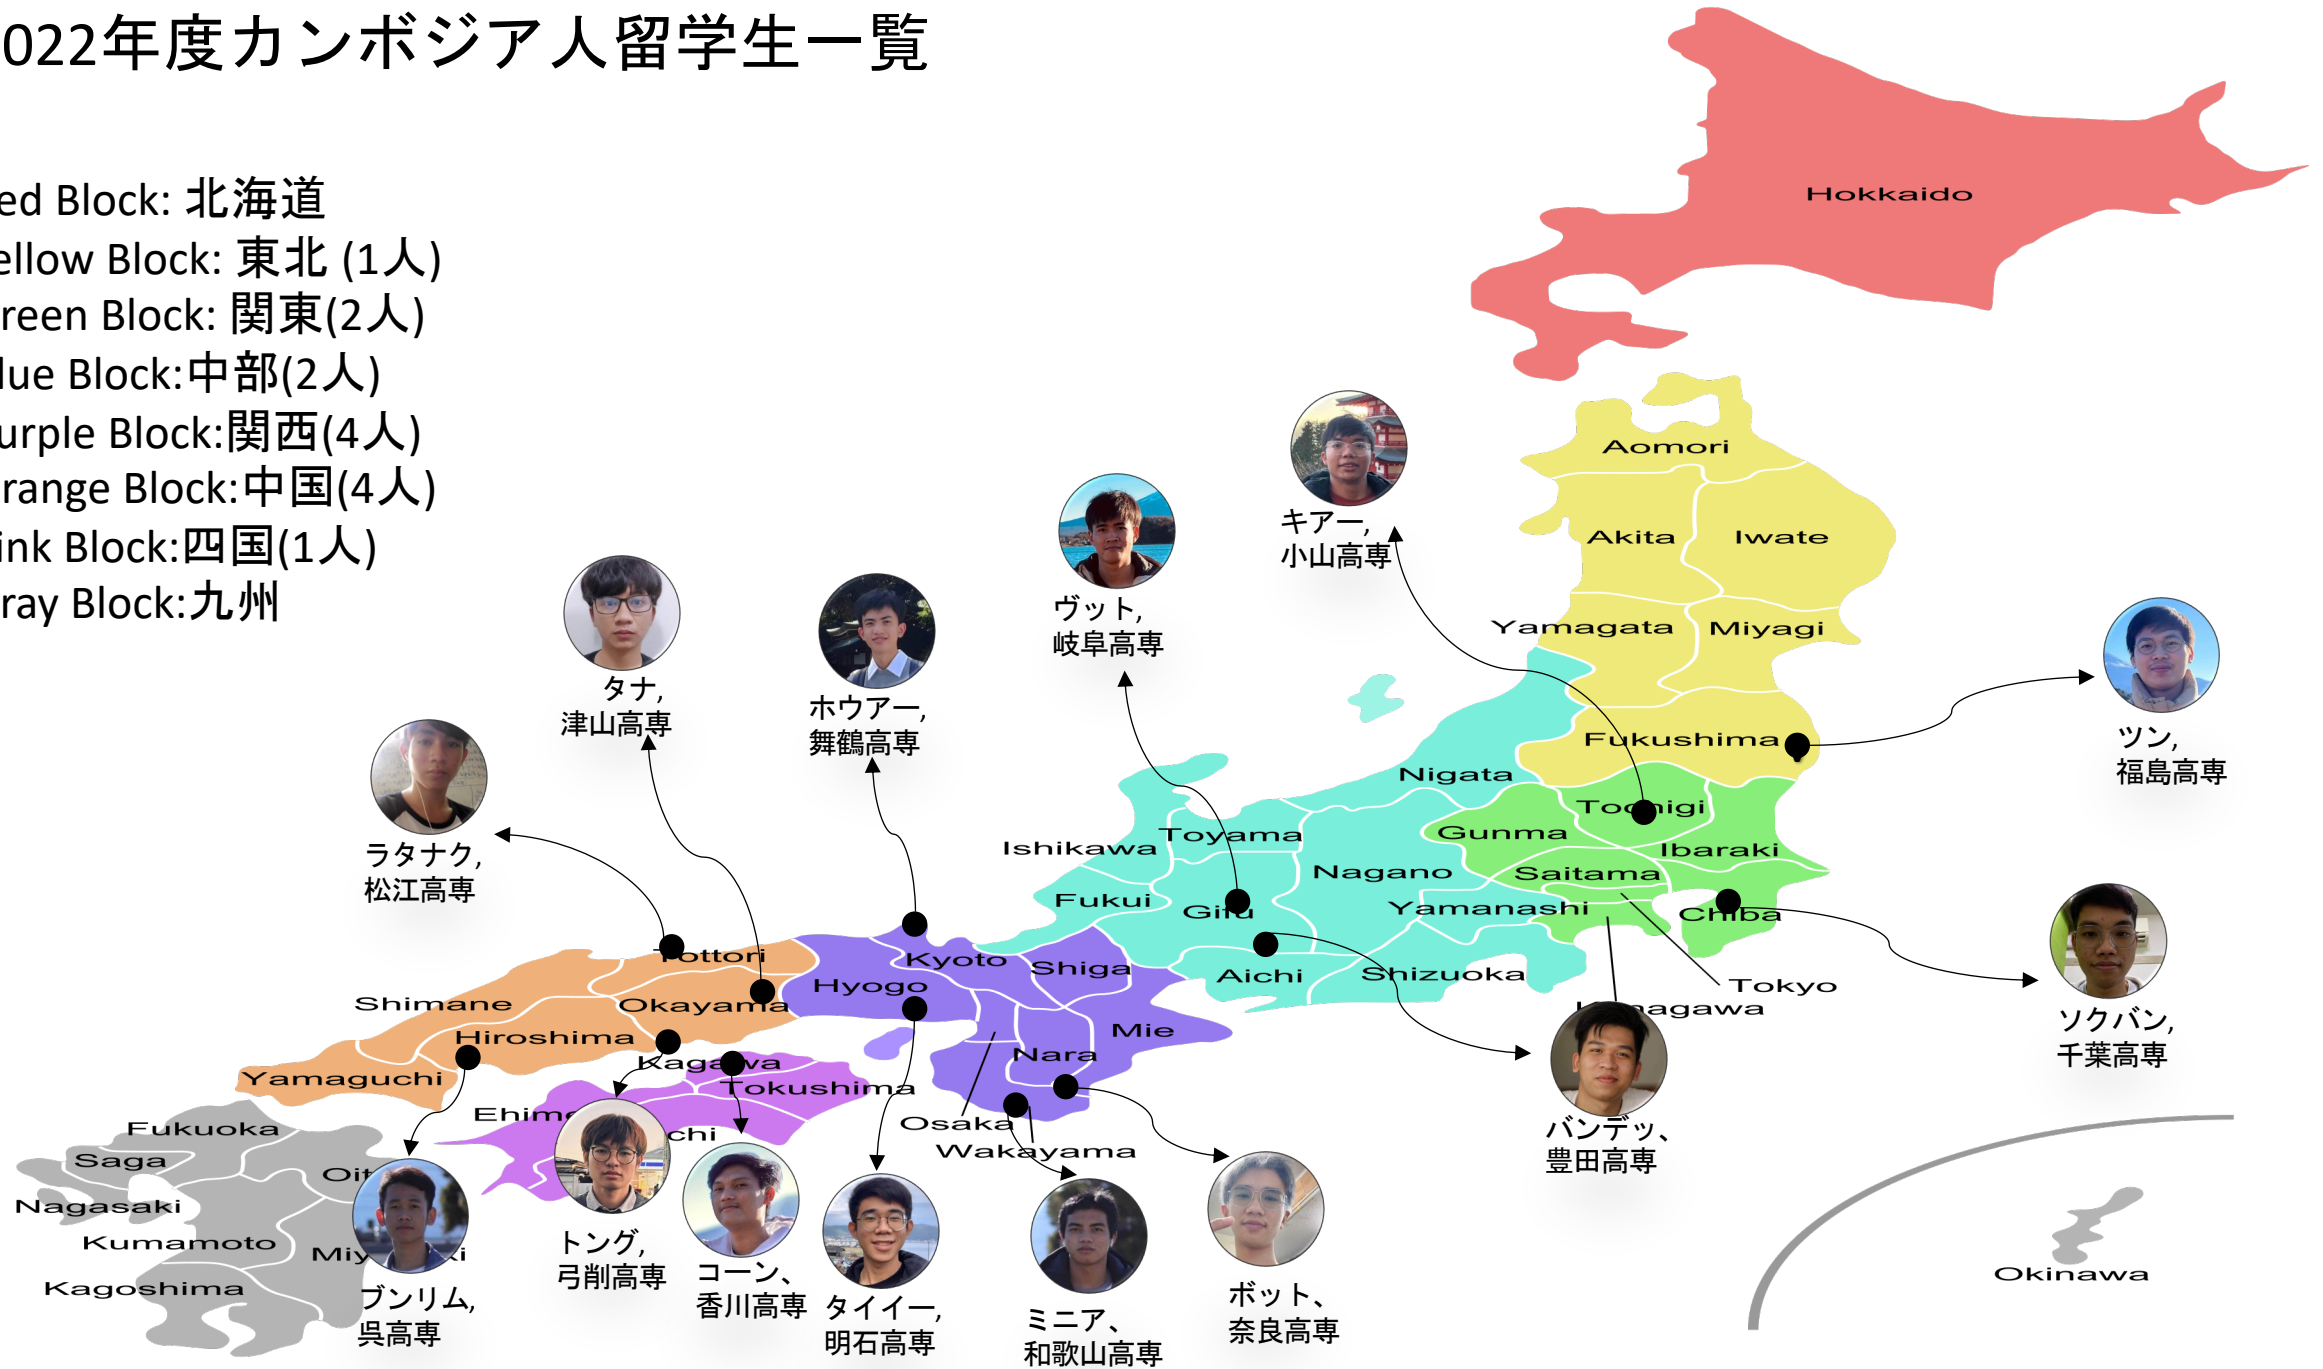 022年度カンボジア人留学生一覧
ed Block: 北海道
ellow Block: 東北 (1人)
reen Block: 関東(2人)
lue Block:中部(2人)
urple Block:関西(4人)
range Block:中国(4人)
ink Block:四国(1人)
ray Block:九州
Hokkaido
Aomori
Akita
Iwate
Yamagata
Miyagi
Fukushima
Nigata
Tochigi
Gunma
Ibaraki
Saitama
Chiba
Tokyo
Kanagawa
Toyama
Ishikawa
Nagano
Fukui
Gifu
Yamanashi
Aichi
Shizuoka
Kyoto
Shiga
Hyogo
Mie
Nara
Osaka
Wakayama
Tottori
Shimane
Okayama
Hiroshima
Yamaguchi
Kagawa
Tokushima
Ehim
chi
Fukuoka
Saga
Oit
Nagasaki
Kumamoto
Miy
ki
Kagoshima
Okinawa
キアー,
小山高専
ヴット,
岐阜高専
ツン,
福島高専
タナ,
津山高専
ホウアー,
舞鶴高専
ラタナク,
松江高専
ソクバン,
千葉高専
バンデッ、
豊田高専
ブンリム,
呉高専
トング,
弓削高専
コーン、
香川高専
タイイー,
明石高専
ミニア、
和歌山高専
ボット、
奈良高専